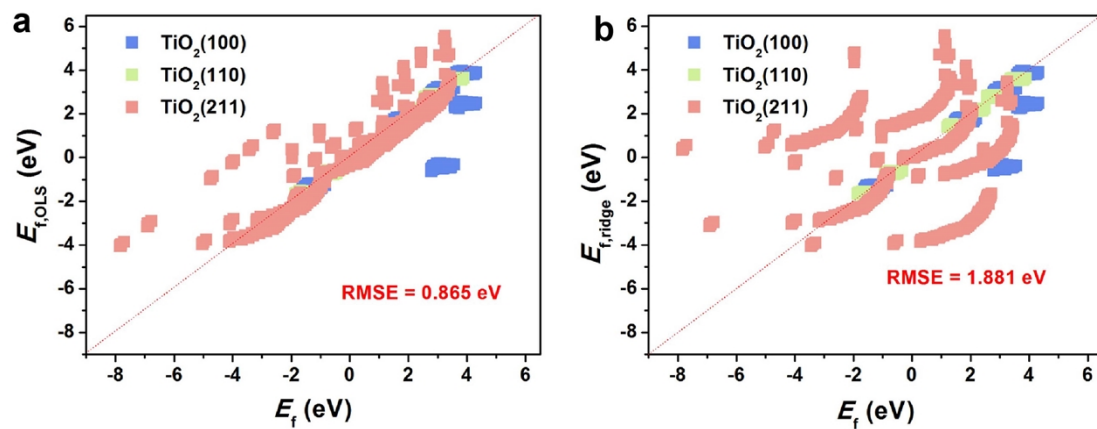 a
TiO2(100)
TiO2(110)
TiO2(211)
RMSE = 0.865 eV
6
4
2
0
-2
-4
-6
-8
Ef,OLS (eV)
-8 -6 -4 -2 0 2 4 6
Ef (eV)
b
TiO2(100)
TiO2(110)
TiO2(211)
RMSE = 1.881 eV
6
4
2
0
-2
-4
-6
-8
Ef,ridge (eV)
-8 -6 -4 -2 0 2 4 6
Ef (eV)